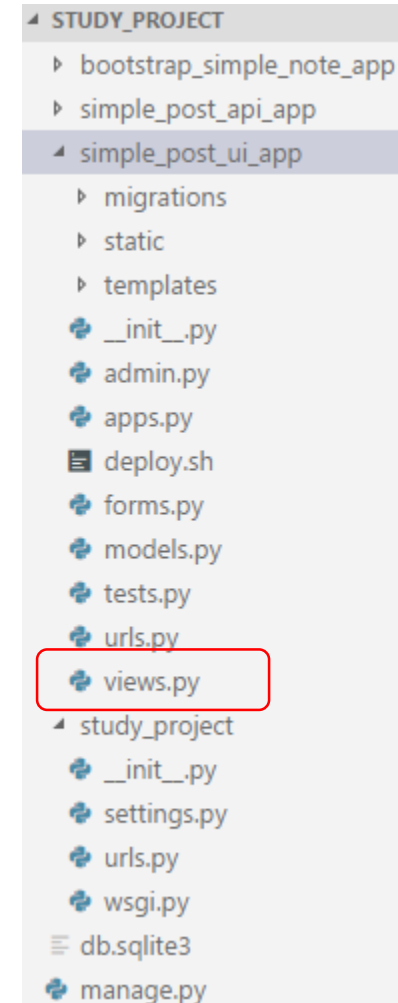 STUDY_PROJECT
bootstrap_simple_note_app
simple_post_api_app
simple_post_ui_app
migrations
static
templates
__init__.py
admin.py
apps.py
deploy.sh
forms.py
models.py
tests.py
urls.py
views.py
study_project
__init__.py
settings.py
urls.py
wsgi.py
db.sqlite3
manage.py